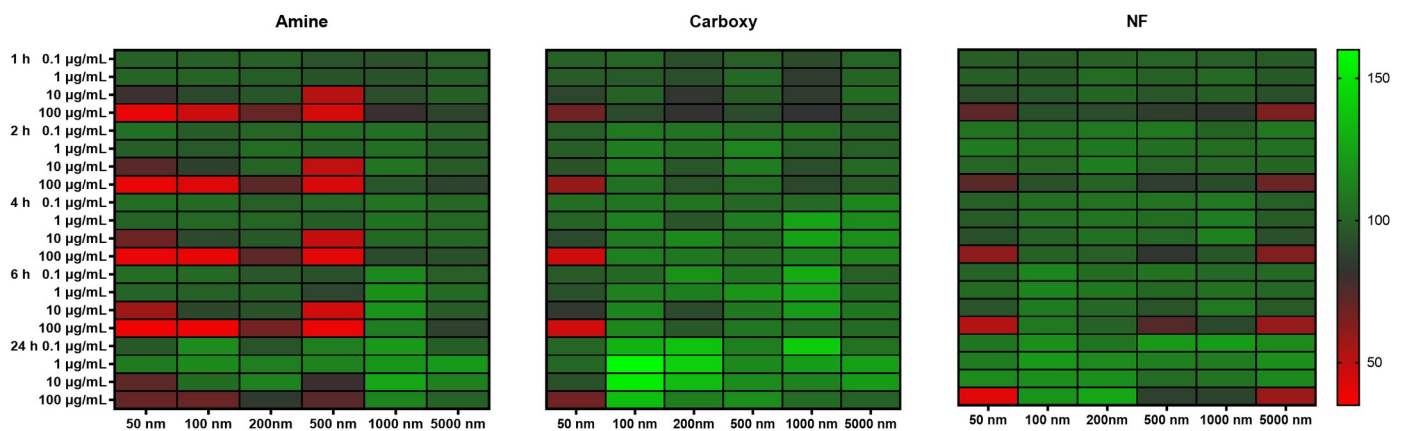 Amine Carboxy NF
1 h 0.1 µg/mL
1 µg/mL
10 µg/mL
100 µg/mL
2 h 0.1 µg/mL
1 µg/mL
10 µg/mL
100 µg/mL
4 h 0.1 µg/mL
1 µg/mL
10 µg/mL
100 µg/mL
6 h 0.1 µg/mL
1 µg/mL
10 µg/mL
100 µg/mL
24 h 0.1 µg/mL
1 µg/mL
10 µg/mL
100 µg/mL
50 nm 100 nm 200nm 500 nm 1000 nm 5000 nm
50 nm 100 nm 200nm 500 nm 1000 nm 5000 nm
50 nm 100 nm 200 nm 500 nm 1000 nm 5000 nm
150
100
50